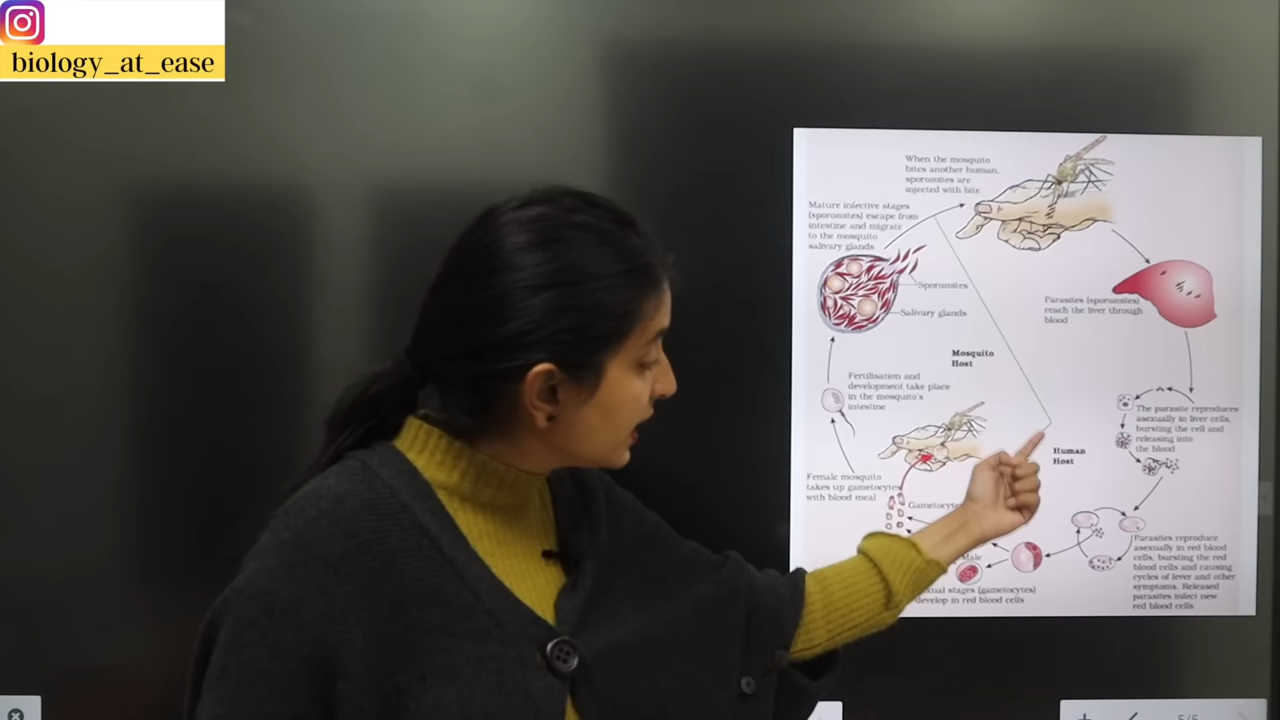 biology_at_ease
When the mosquito
bites another human,
sporozoites are
injected with bite
Mature infective stages
(sporozoites) escape from
intestine and migrate
to the mosquito
salivary glands
Sporozoites
Salivary glands
Parasites (sporozoties)
reach the liver through
blood
Mosquito
Host
Fertilisation and
development take place
in the mosquito's
intestine
The parasite reproduces
asexually in liver cells,
bursting the cell and
releasing into
the blood
Human
Host
Female mosquito
takes up gametocytes
with blood meal
Gametocyte
Male
Parasites reproduce
asexually in red blood
cells, bursting the red
blood cells and causing
cycles of fever and other
symptoms. Released
parasites infect new
red blood cells
stages (gametocytes)
develop in red blood cells
5/5